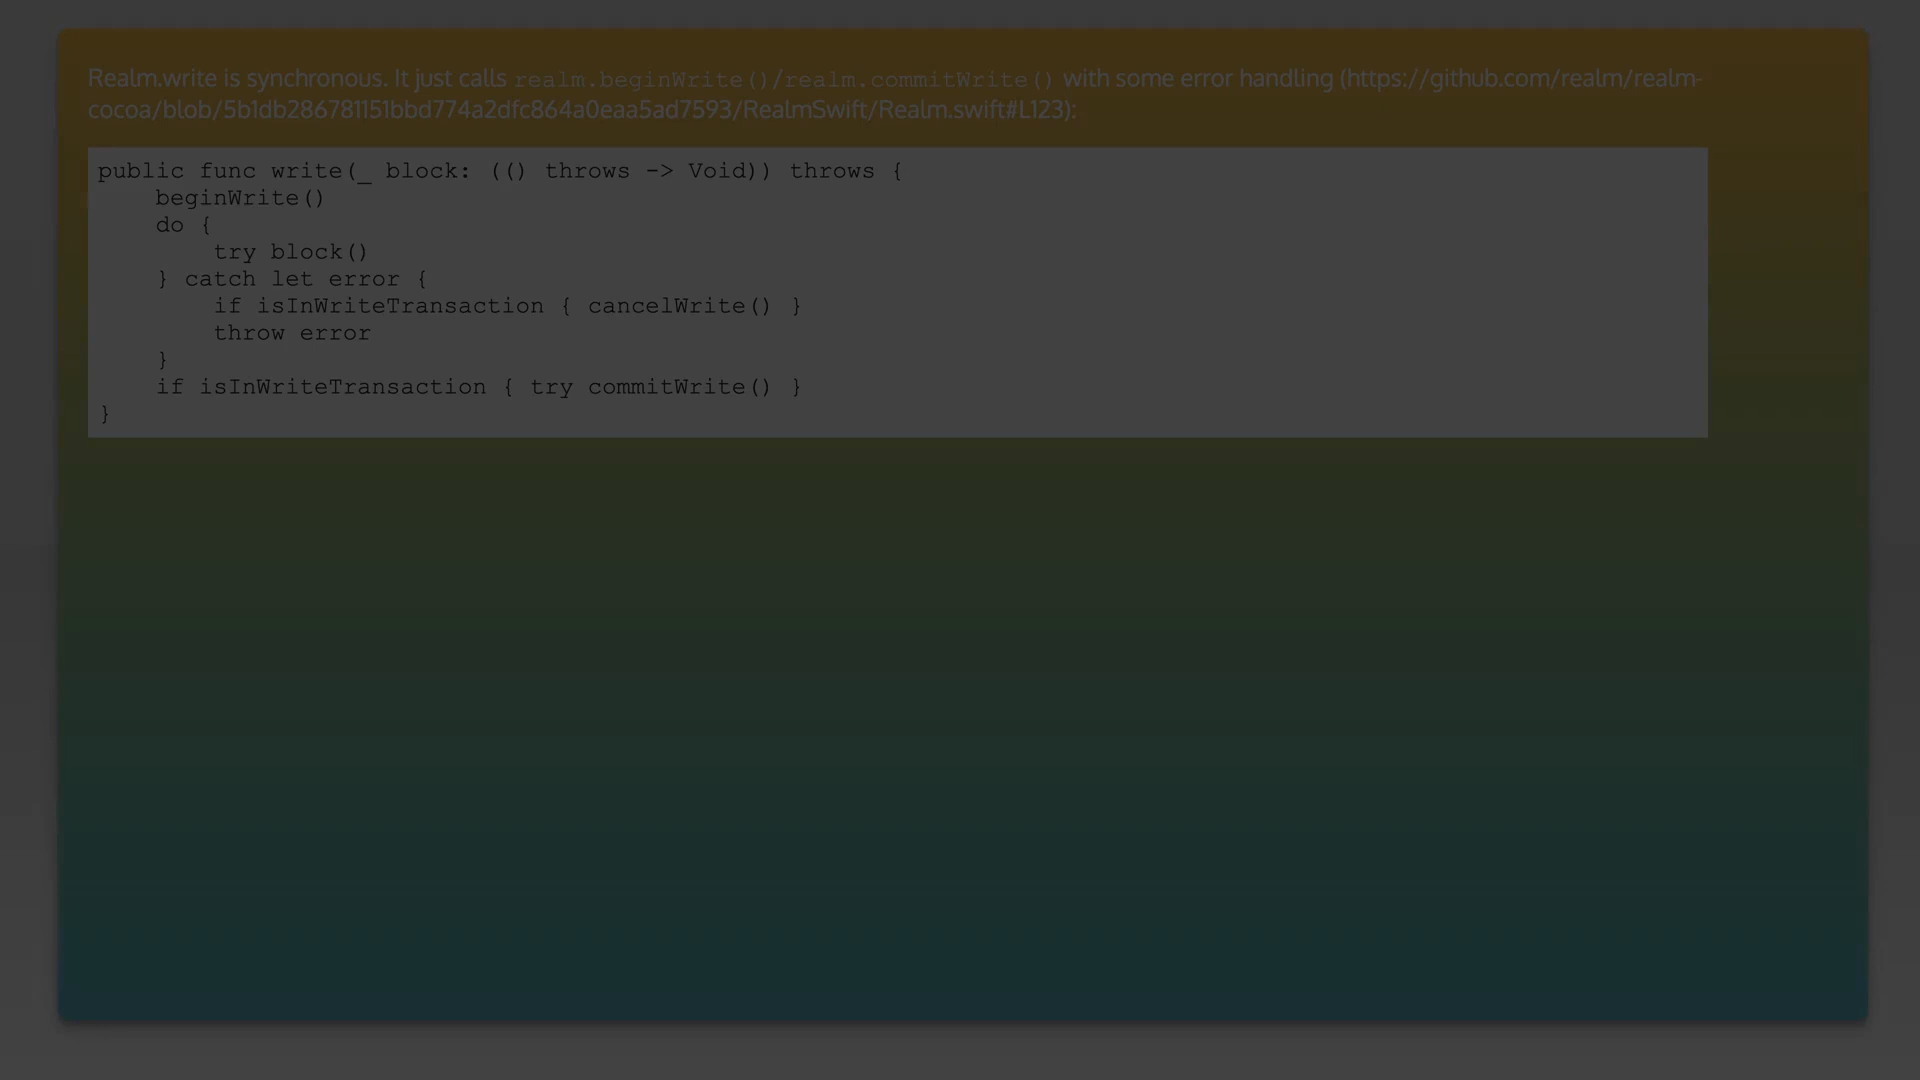 Realm.write is synchronous. It just calls realm.beginWrite()/realm.commitWrite() with some error handling (https://github.com/realm/realm-
cocoa/blob/5b1db286781151bbd774a2dfc864a0eaa5ad7593/RealmSwift/Realm.swift#L123):
public func write(_ block: (() throws -> Void)) throws {
    beginWrite()
    do {
        try block()
    } catch let error {
        if isInWriteTransaction { cancelWrite() }
        throw error
    }
    if isInWriteTransaction { try commitWrite() }
}